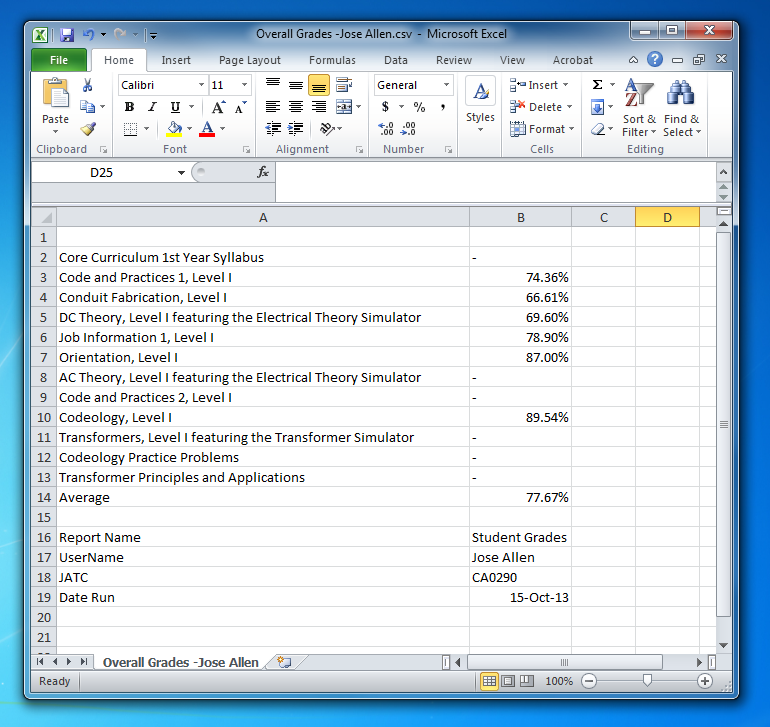 Overall Grades -Jose Allen.csv - Microsoft Excel
File Home Insert Page Layout Formulas Data Review View Acrobat
Calibri 11 General Insert Σ
Paste B I U A A $ % , Styles Delete Sort & Filter Find & Select
A .00 .0 Format
Clipboard Font Alignment Number Cells Editing
D25 fx
A B C D
1
2 Core Curriculum 1st Year Syllabus -
3 Code and Practices 1, Level I 74.36%
4 Conduit Fabrication, Level I 66.61%
5 DC Theory, Level I featuring the Electrical Theory Simulator 69.60%
6 Job Information 1, Level I 78.90%
7 Orientation, Level I 87.00%
8 AC Theory, Level I featuring the Electrical Theory Simulator -
9 Code and Practices 2, Level I -
10 Codeology, Level I 89.54%
11 Transformers, Level I featuring the Transformer Simulator -
12 Codeology Practice Problems -
13 Transformer Principles and Applications -
14 Average 77.67%
15
16 Report Name Student Grades
17 UserName Jose Allen
18 JATC CA0290
19 Date Run 15-Oct-13
20
21
Overall Grades -Jose Allen
Ready 100%